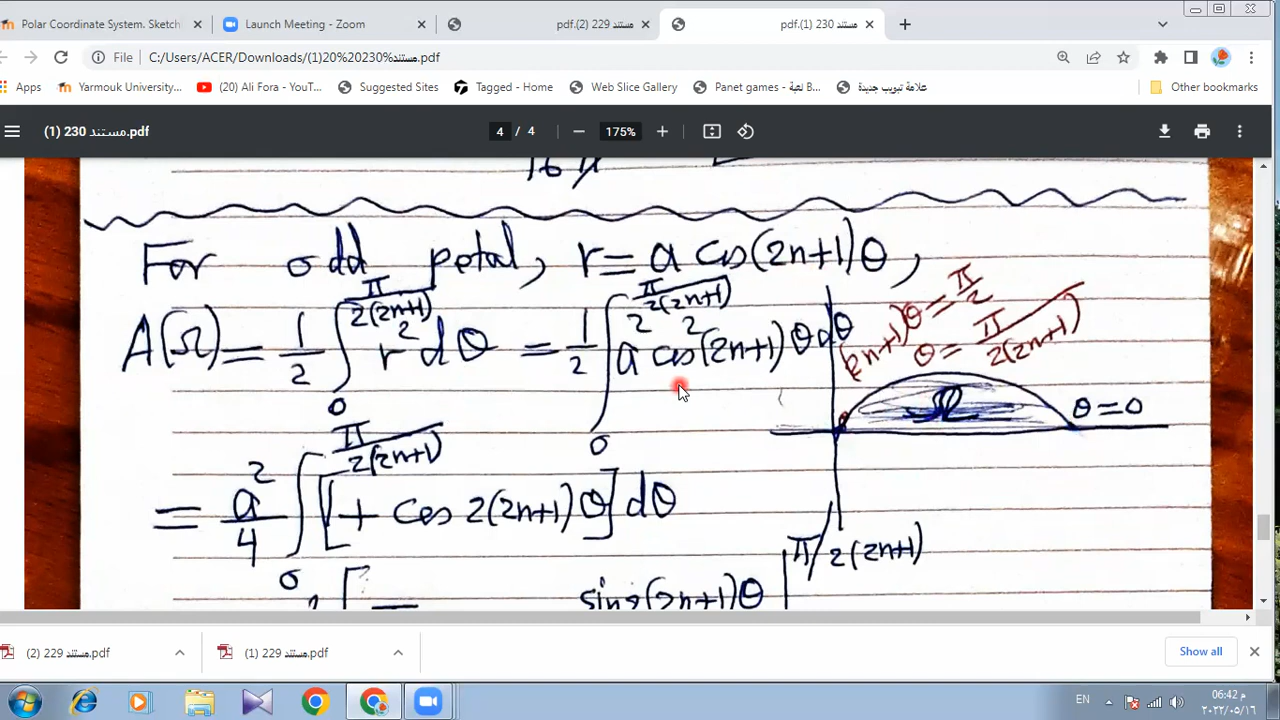 Polar Coordinate System. Sketch
Launch Meeting - Zoom
مستند 229 (2).pdf
مستند 230 (1).pdf
File
C:/Users/ACER/Downloads/(1)20%20230%مستند.pdf
Apps
Yarmouk University...
(20) Ali Fora - YouT...
Suggested Sites
Tagged - Home
Web Slice Gallery
Panet games - لعبة B...
علامة تبويب جديدة
Other bookmarks
(1) 230 مستند.pdf
4 / 4
175%
16
For odd petal, r = a cos(2n+1)θ,
A(Ω) = 1/2 ∫_0^{π/2(2n+1)} r² dθ = 1/2 ∫_0^{π/2(2n+1)} a² cos²(2n+1)θ dθ
(2n+1)θ = π/2
θ = π/2(2n+1)
Ω
θ=0
= a²/4 ∫_0^{π/2(2n+1)} [1 + cos 2(2n+1)θ] dθ
π/2(2n+1)
sin2(2n+1)θ
(2) 229 مستند.pdf
(1) 229 مستند.pdf
Show all
EN
06:42 م
٢٠٢٢/٠٥/١٦